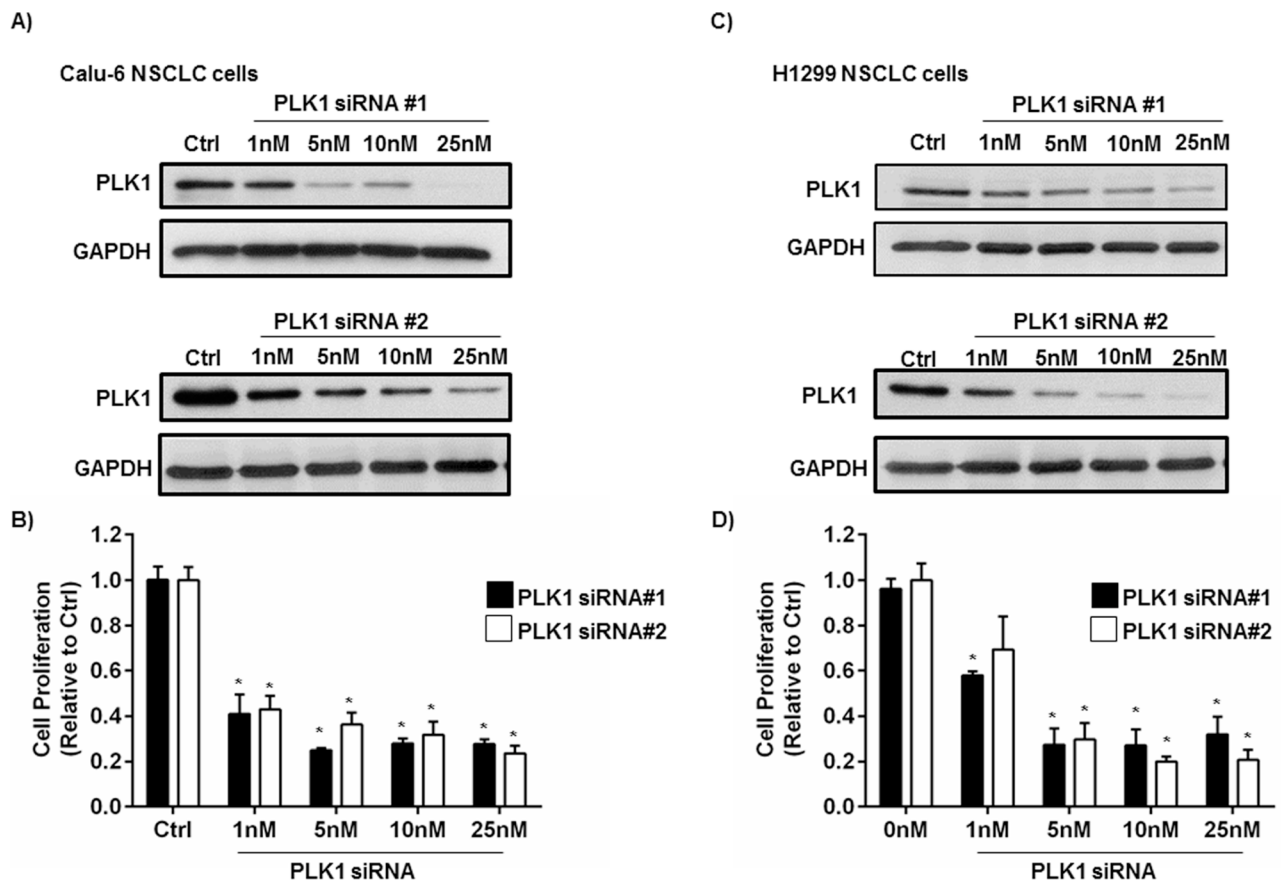 A)
Calu-6 NSCLC cells
PLK1 siRNA #1
Ctrl 1nM 5nM 10nM 25nM
PLK1
GAPDH
PLK1 siRNA #2
Ctrl 1nM 5nM 10nM 25nM
PLK1
GAPDH
B)
Cell Proliferation
(Relative to Ctrl)
1.2
1.0
0.8
0.6
0.4
0.2
0.0
PLK1 siRNA#1
PLK1 siRNA#2
* * * * * * * *
Ctrl 1nM 5nM 10nM 25nM
PLK1 siRNA
C)
H1299 NSCLC cells
PLK1 siRNA #1
Ctrl 1nM 5nM 10nM 25nM
PLK1
GAPDH
PLK1 siRNA #2
Ctrl 1nM 5nM 10nM 25nM
PLK1
GAPDH
D)
Cell Proliferation
(Relative to Ctrl)
1.2
1.0
0.8
0.6
0.4
0.2
0.0
PLK1 siRNA#1
PLK1 siRNA#2
* * * * * * *
0nM 1nM 5nM 10nM 25nM
PLK1 siRNA